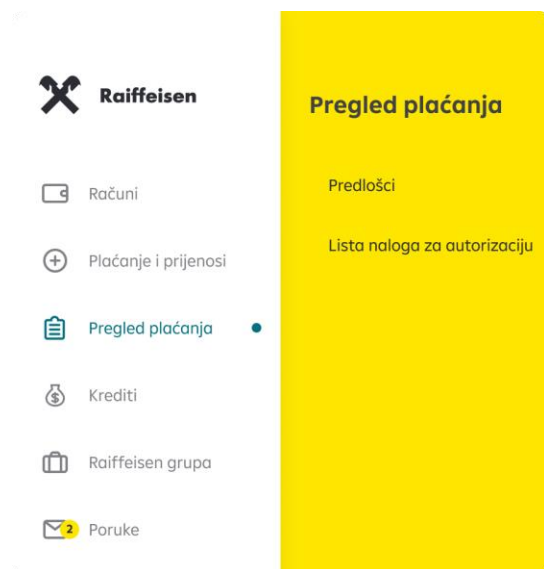 Raiffeisen
Računi
Plaćanje i prijenosi
Pregled plaćanja
Krediti
Raiffeisen grupa
2
Poruke
Pregled plaćanja
Predlošci
Lista naloga za autorizaciju